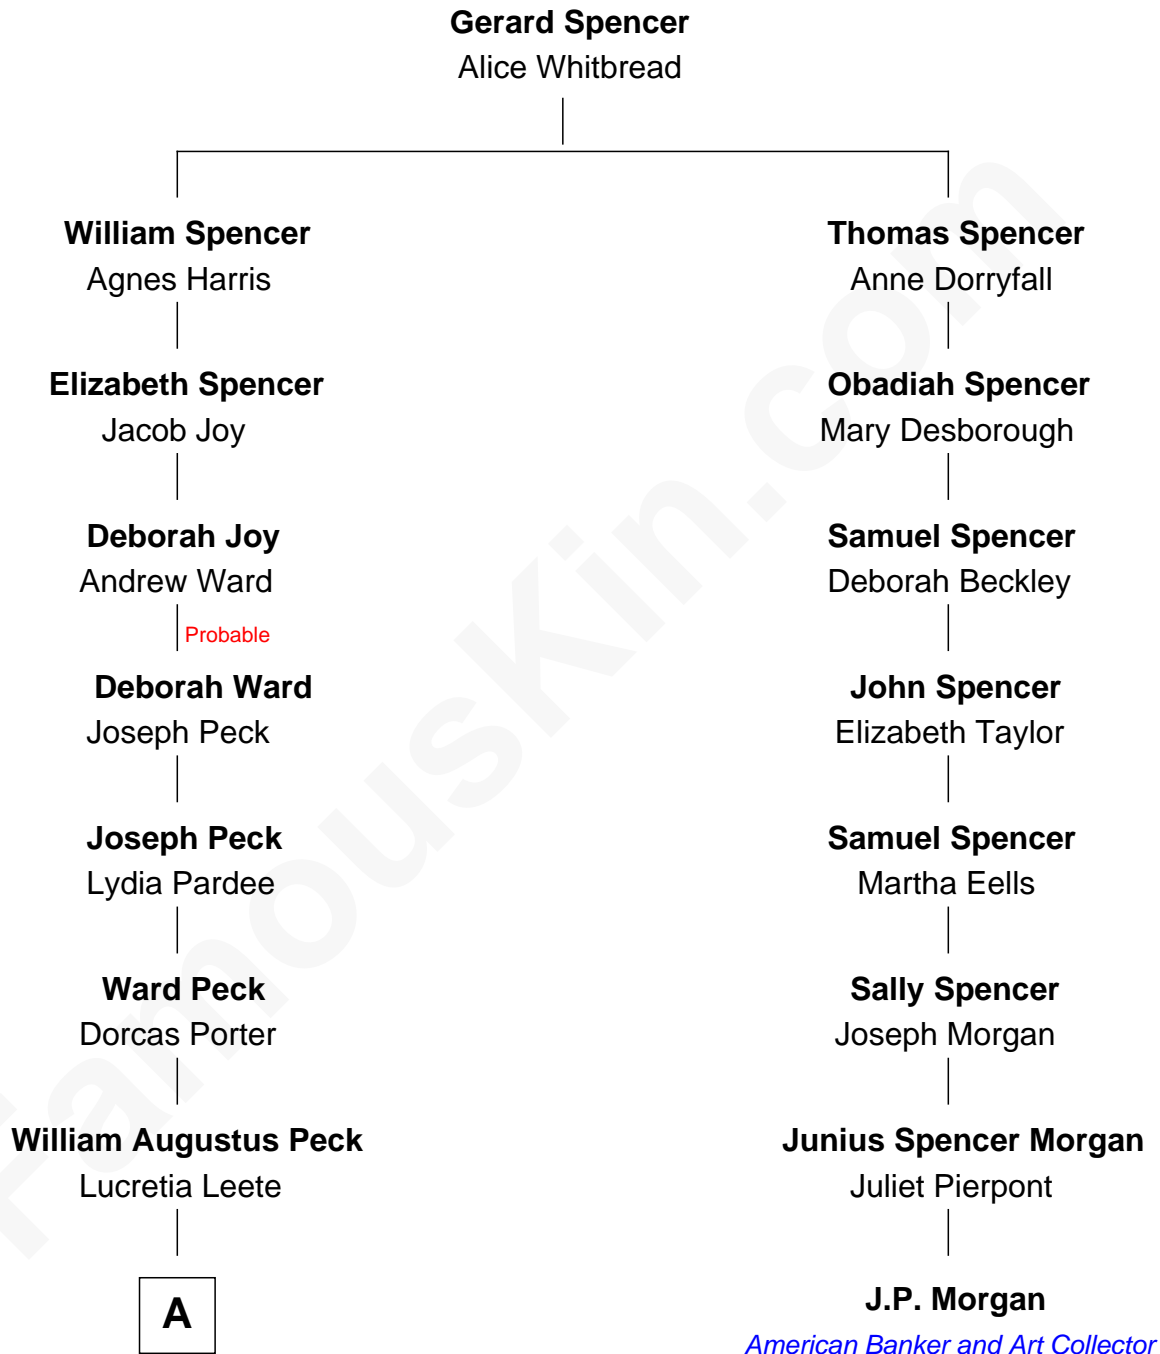 Gerard Spencer
Alice Whitbread
William Spencer
Agnes Harris
Thomas Spencer
Anne Dorryfall
Elizabeth Spencer
Jacob Joy
Obadiah Spencer
Mary Desborough
Deborah Joy
Andrew Ward
Samuel Spencer
Deborah Beckley
Probable
Deborah Ward
Joseph Peck
John Spencer
Elizabeth Taylor
Joseph Peck
Lydia Pardee
Samuel Spencer
Martha Eells
Ward Peck
Dorcas Porter
Sally Spencer
Joseph Morgan
William Augustus Peck
Lucretia Leete
Junius Spencer Morgan
Juliet Pierpont
A
J.P. Morgan
American Banker and Art Collector
FamousKin.com